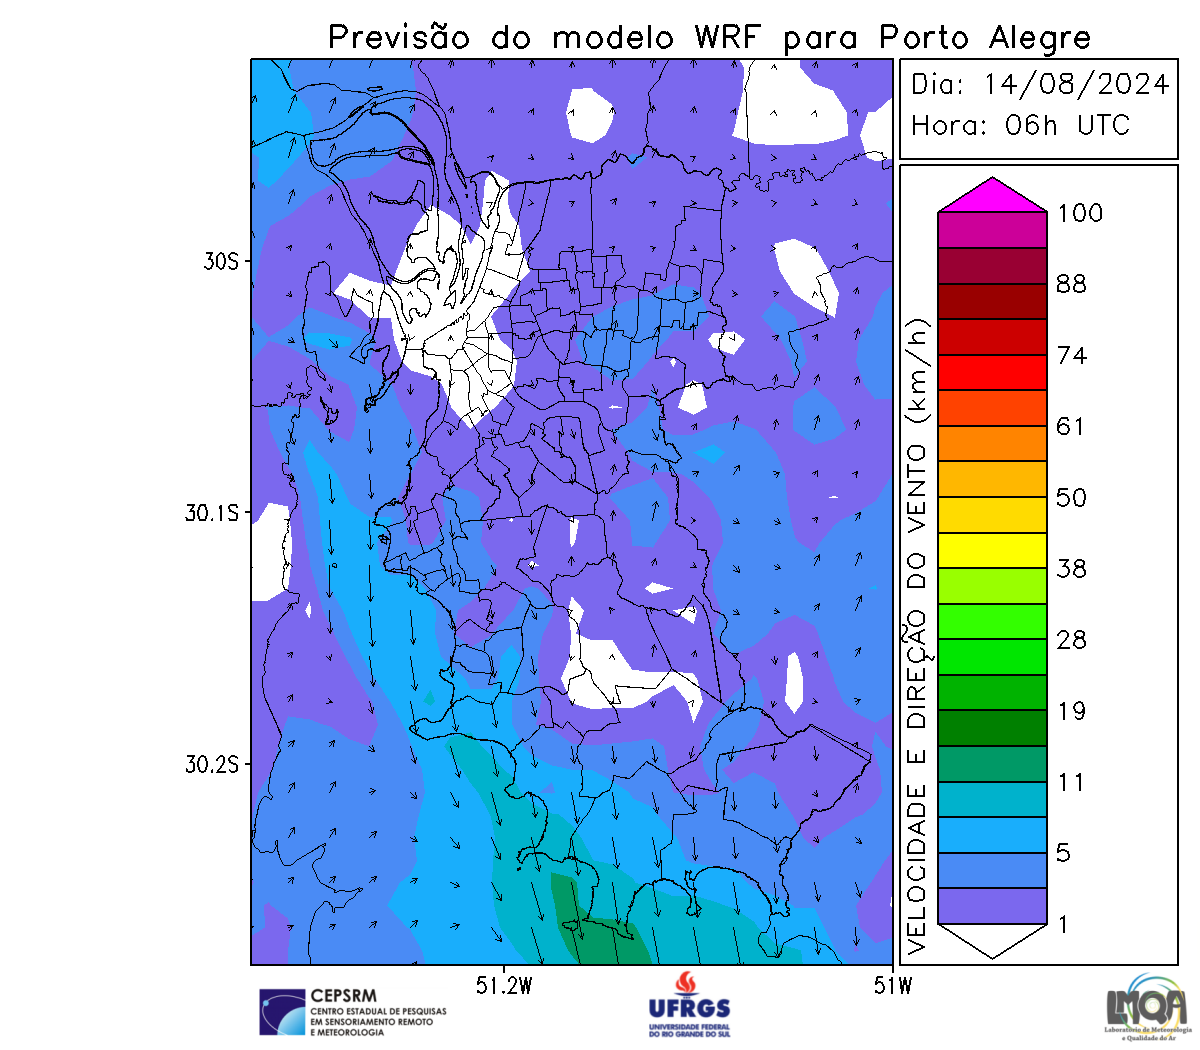 Previsão do modelo WRF para Porto Alegre
Dia: 14/08/2024
Hora: 06h UTC
100
88
74
61
50
38
28
19
11
5
1
VELOCIDADE E DIREÇÃO DO VENTO (km/h)
30S
30.1S
30.2S
51.2W
51W
CEPSRM
CENTRO ESTADUAL DE PESQUISAS
EM SENSORIAMENTO REMOTO
E METEOROLOGIA
UFRGS
UNIVERSIDADE FEDERAL
DO RIO GRANDE DO SUL
LMQA
Laboratório de Meteorologia
e Qualidade do Ar